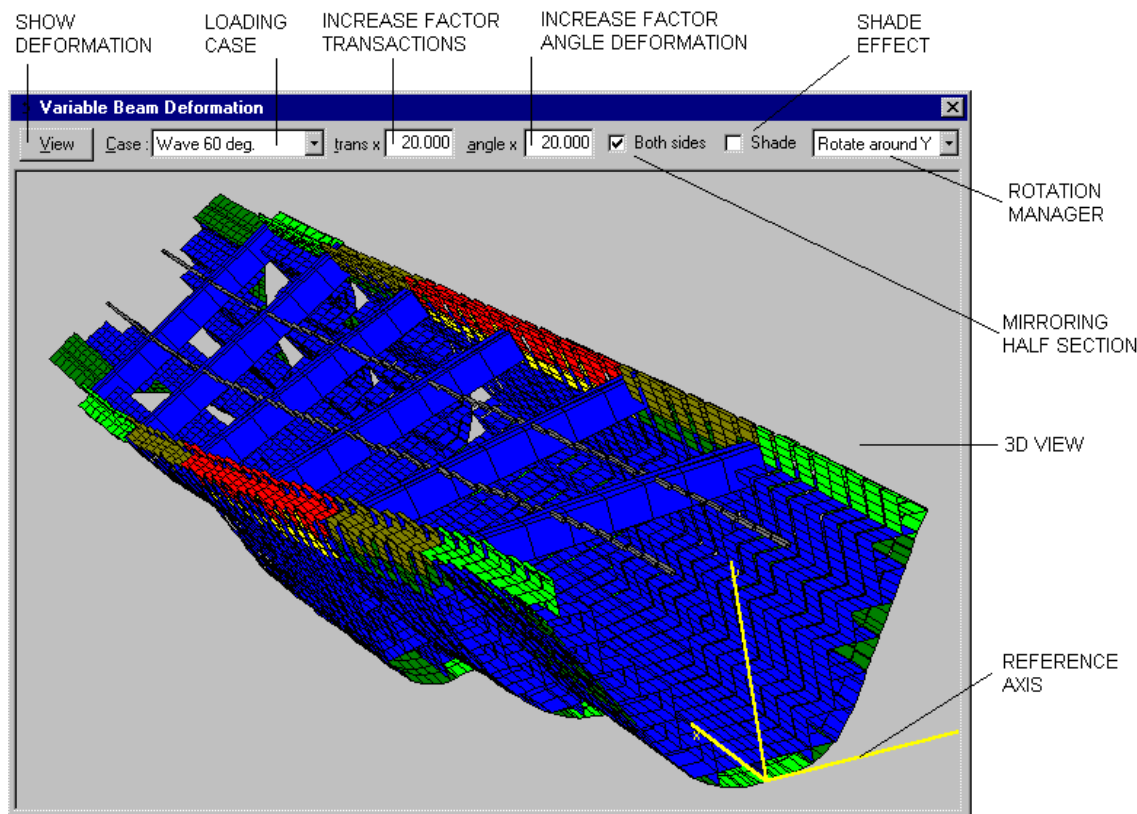 SHOW
DEFORMATION
LOADING
CASE
INCREASE FACTOR
TRANSACTIONS
INCREASE FACTOR
ANGLE DEFORMATION
SHADE
EFFECT
Variable Beam Deformation
View Case : Wave 60 deg. trans x 20.000 angle x 20.000 Both sides Shade Rotate around Y
ROTATION
MANAGER
MIRRORING
HALF SECTION
3D VIEW
REFERENCE
AXIS
x